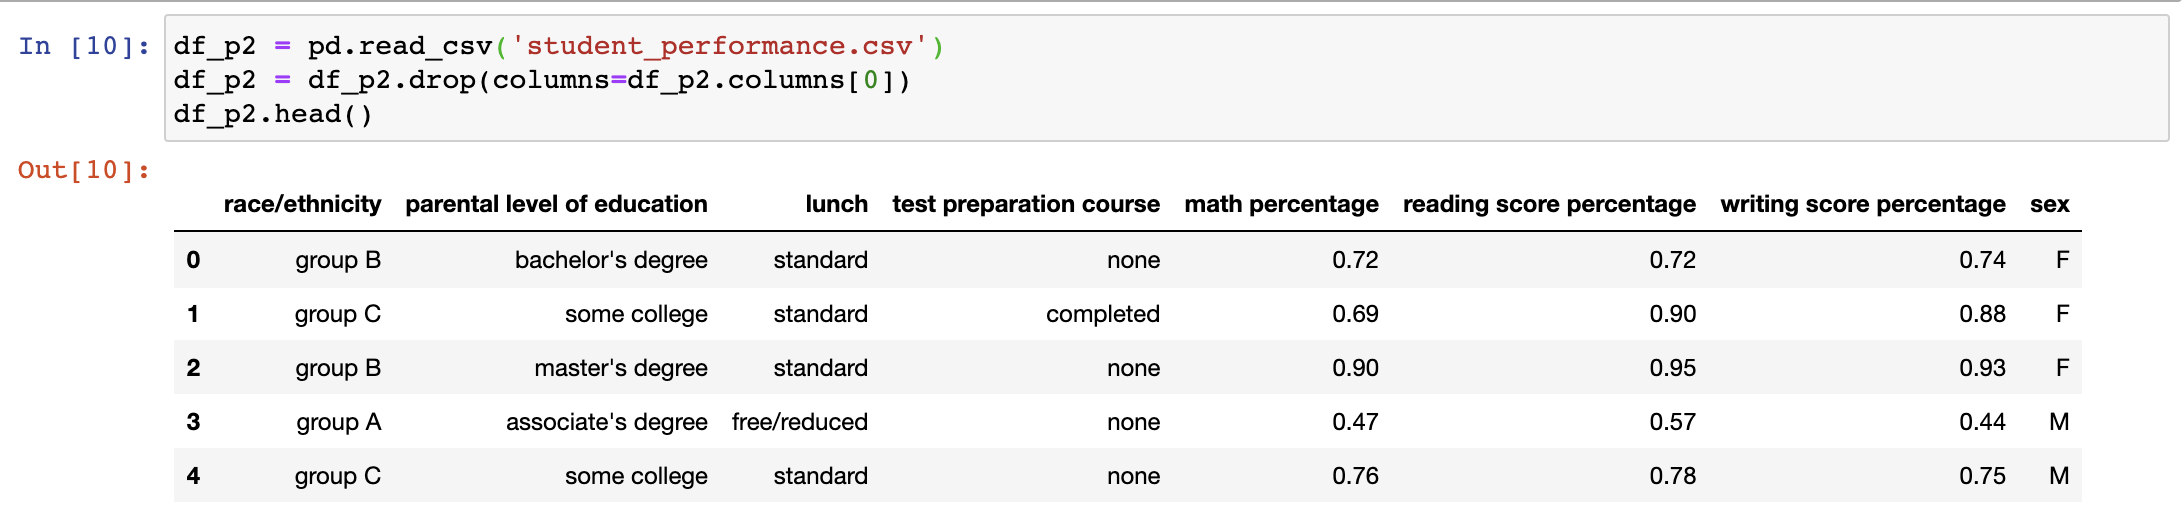 In [10]: df_p2 = pd.read_csv('student_performance.csv')
df_p2 = df_p2.drop(columns=df_p2.columns[0])
df_p2.head()
Out[10]:
race/ethnicity parental level of education lunch test preparation course math percentage reading score percentage writing score percentage sex
0 group B bachelor's degree standard none 0.72 0.72 0.74 F
1 group C some college standard completed 0.69 0.90 0.88 F
2 group B master's degree standard none 0.90 0.95 0.93 F
3 group A associate's degree free/reduced none 0.47 0.57 0.44 M
4 group C some college standard none 0.76 0.78 0.75 M